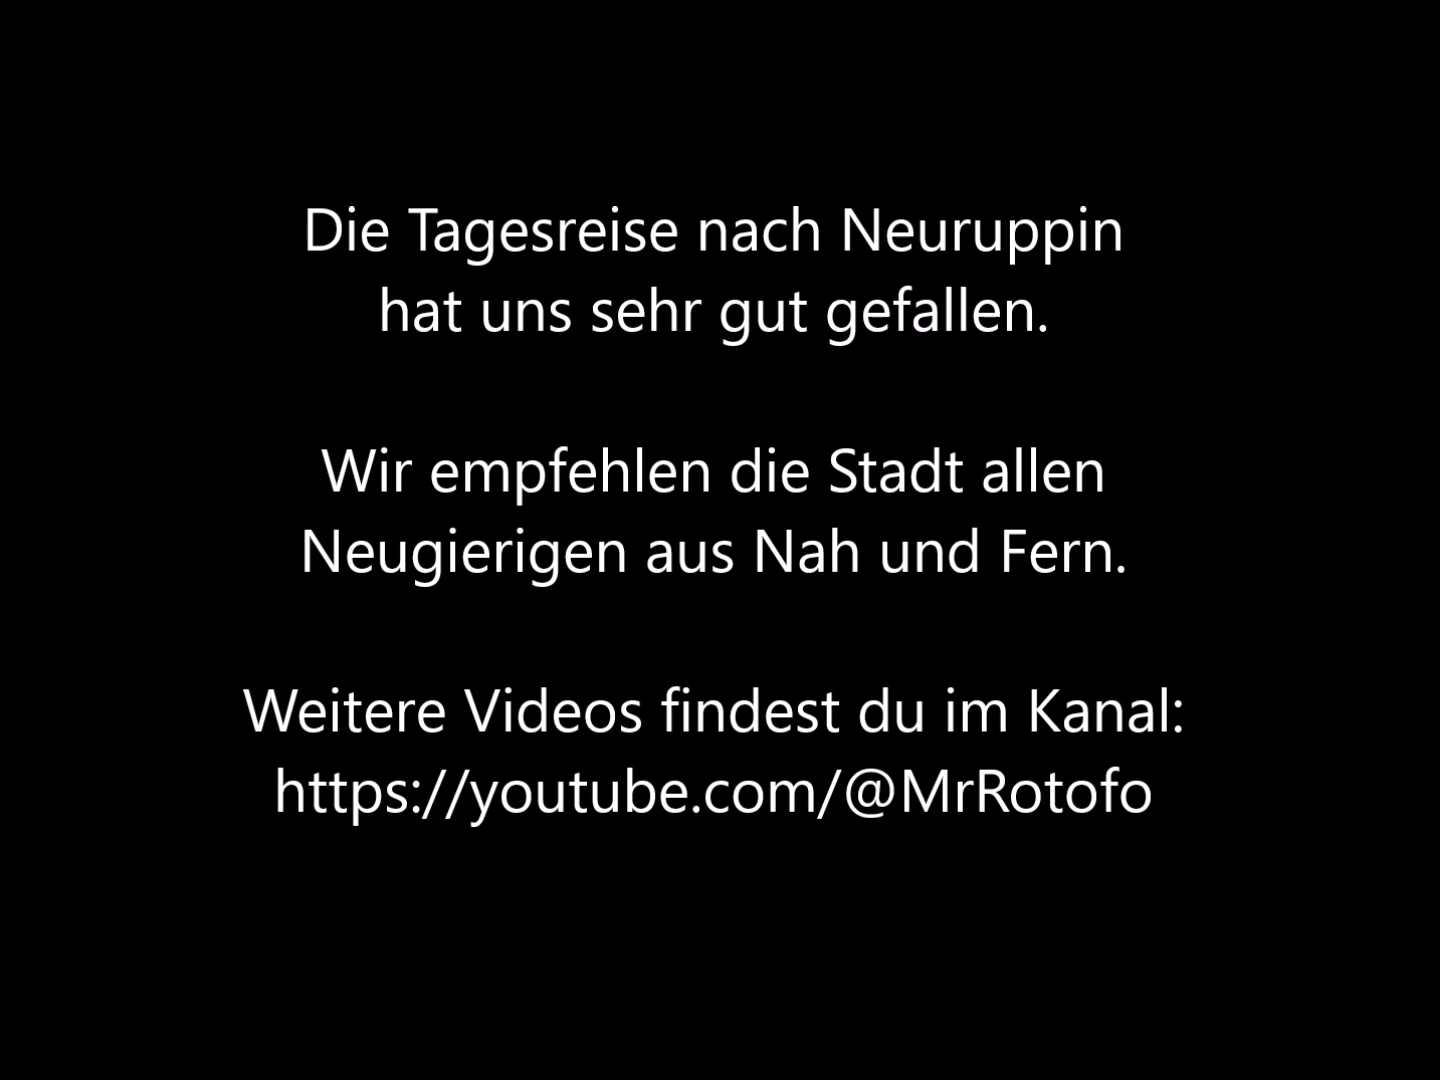 Die Tagesreise nach Neuruppin
hat uns sehr gut gefallen.
Wir empfehlen die Stadt allen
Neugierigen aus Nah und Fern.
Weitere Videos findest du im Kanal:
https://youtube.com/@MrRotofo